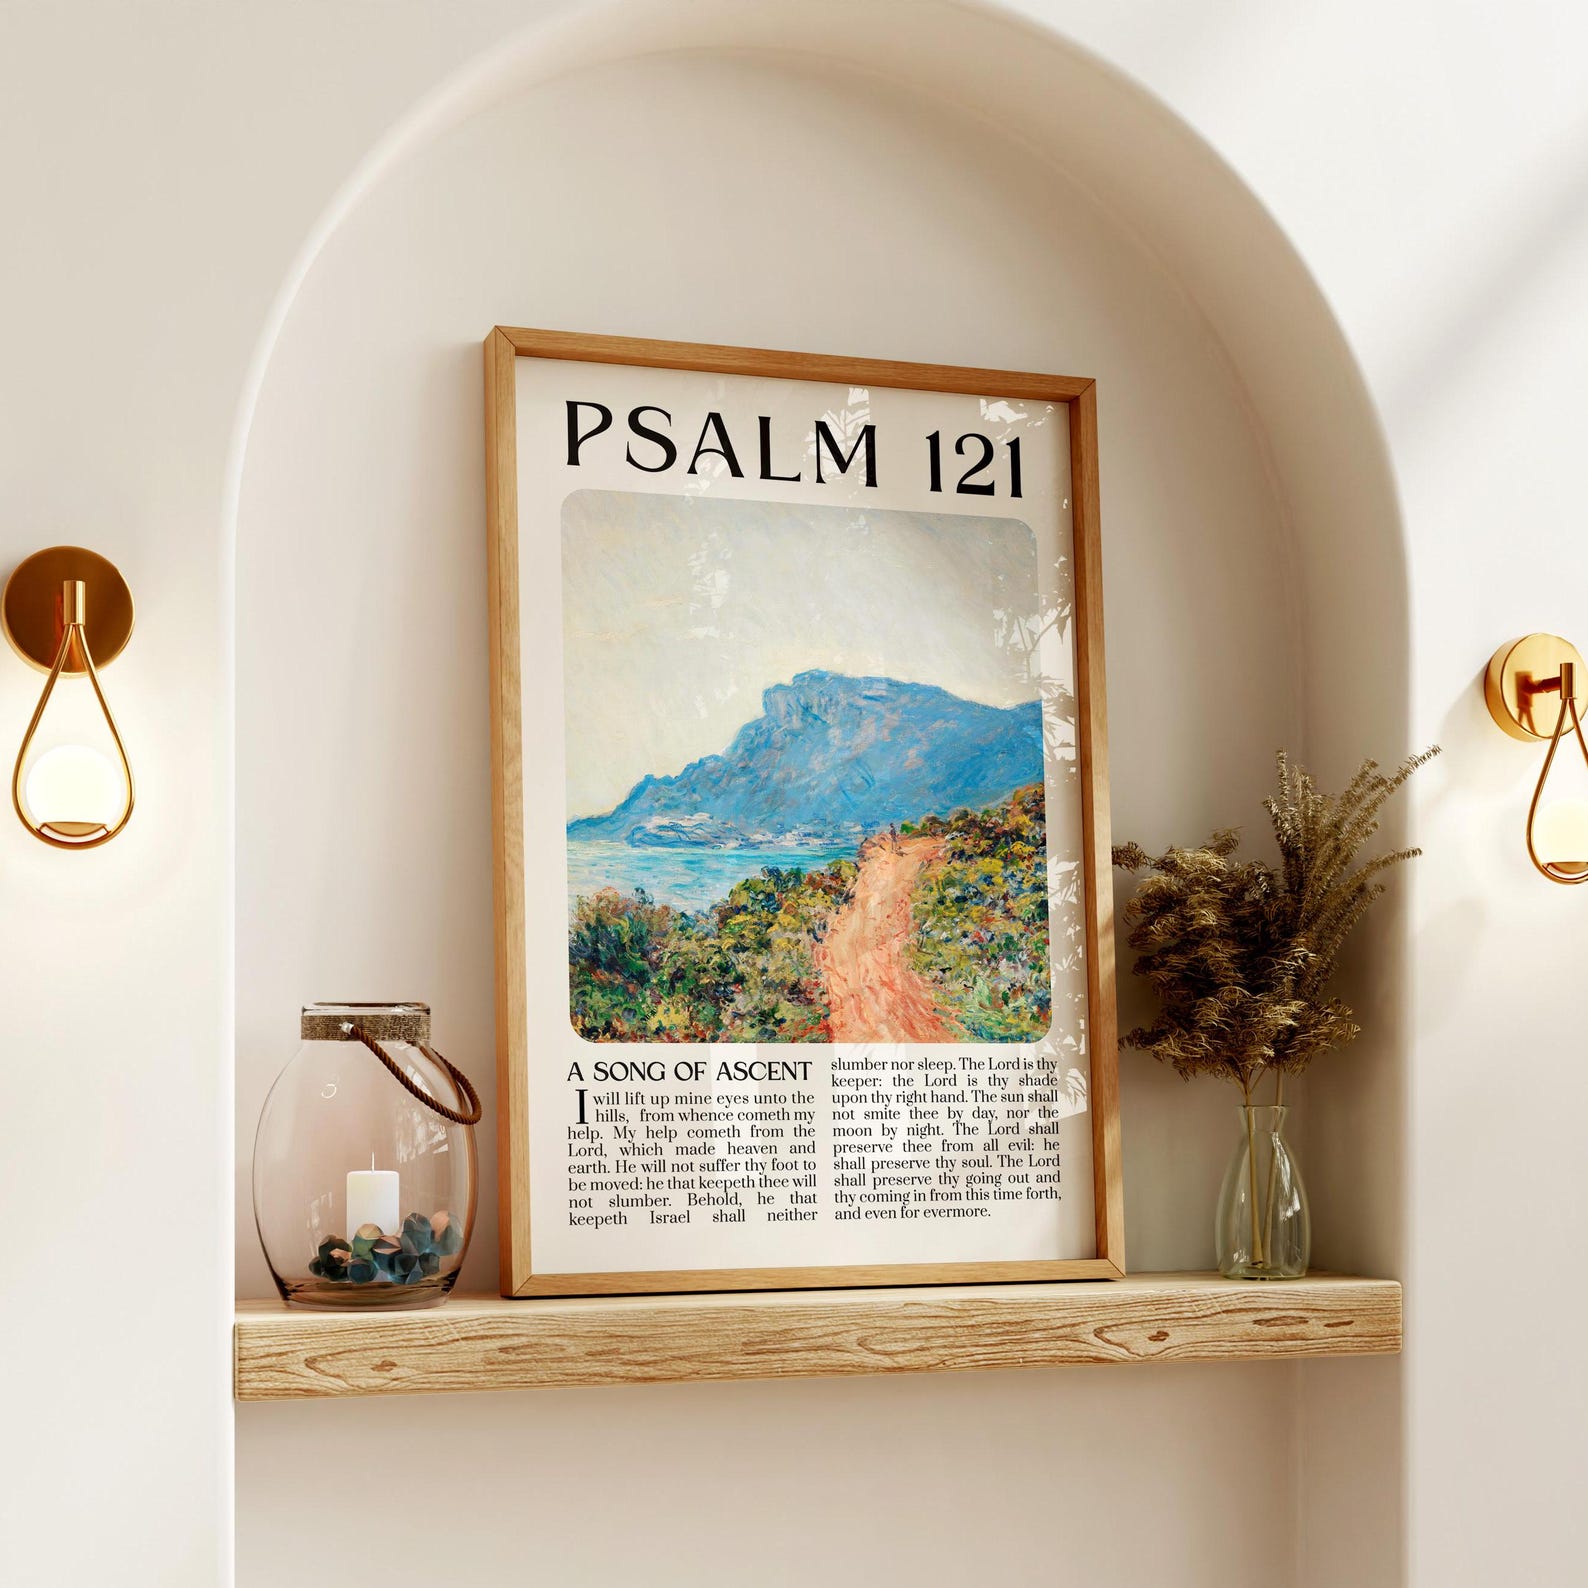 PSALM 121
A SONG OF ASCENT
I will lift up mine eyes unto the
hills, from whence cometh my
help. My help cometh from the
Lord, which made heaven and
earth. He will not suffer thy foot to
be moved: he that keepeth thee will
not slumber. Behold, he that
keepeth Israel shall neither
slumber nor sleep. The Lord is thy
keeper: the Lord is thy shade
upon thy right hand. The sun shall
not smite thee by day, nor the
moon by night. The Lord shall
preserve thee from all evil: he
shall preserve thy soul. The Lord
shall preserve thy going out and
thy coming in from this time forth,
and even for evermore.